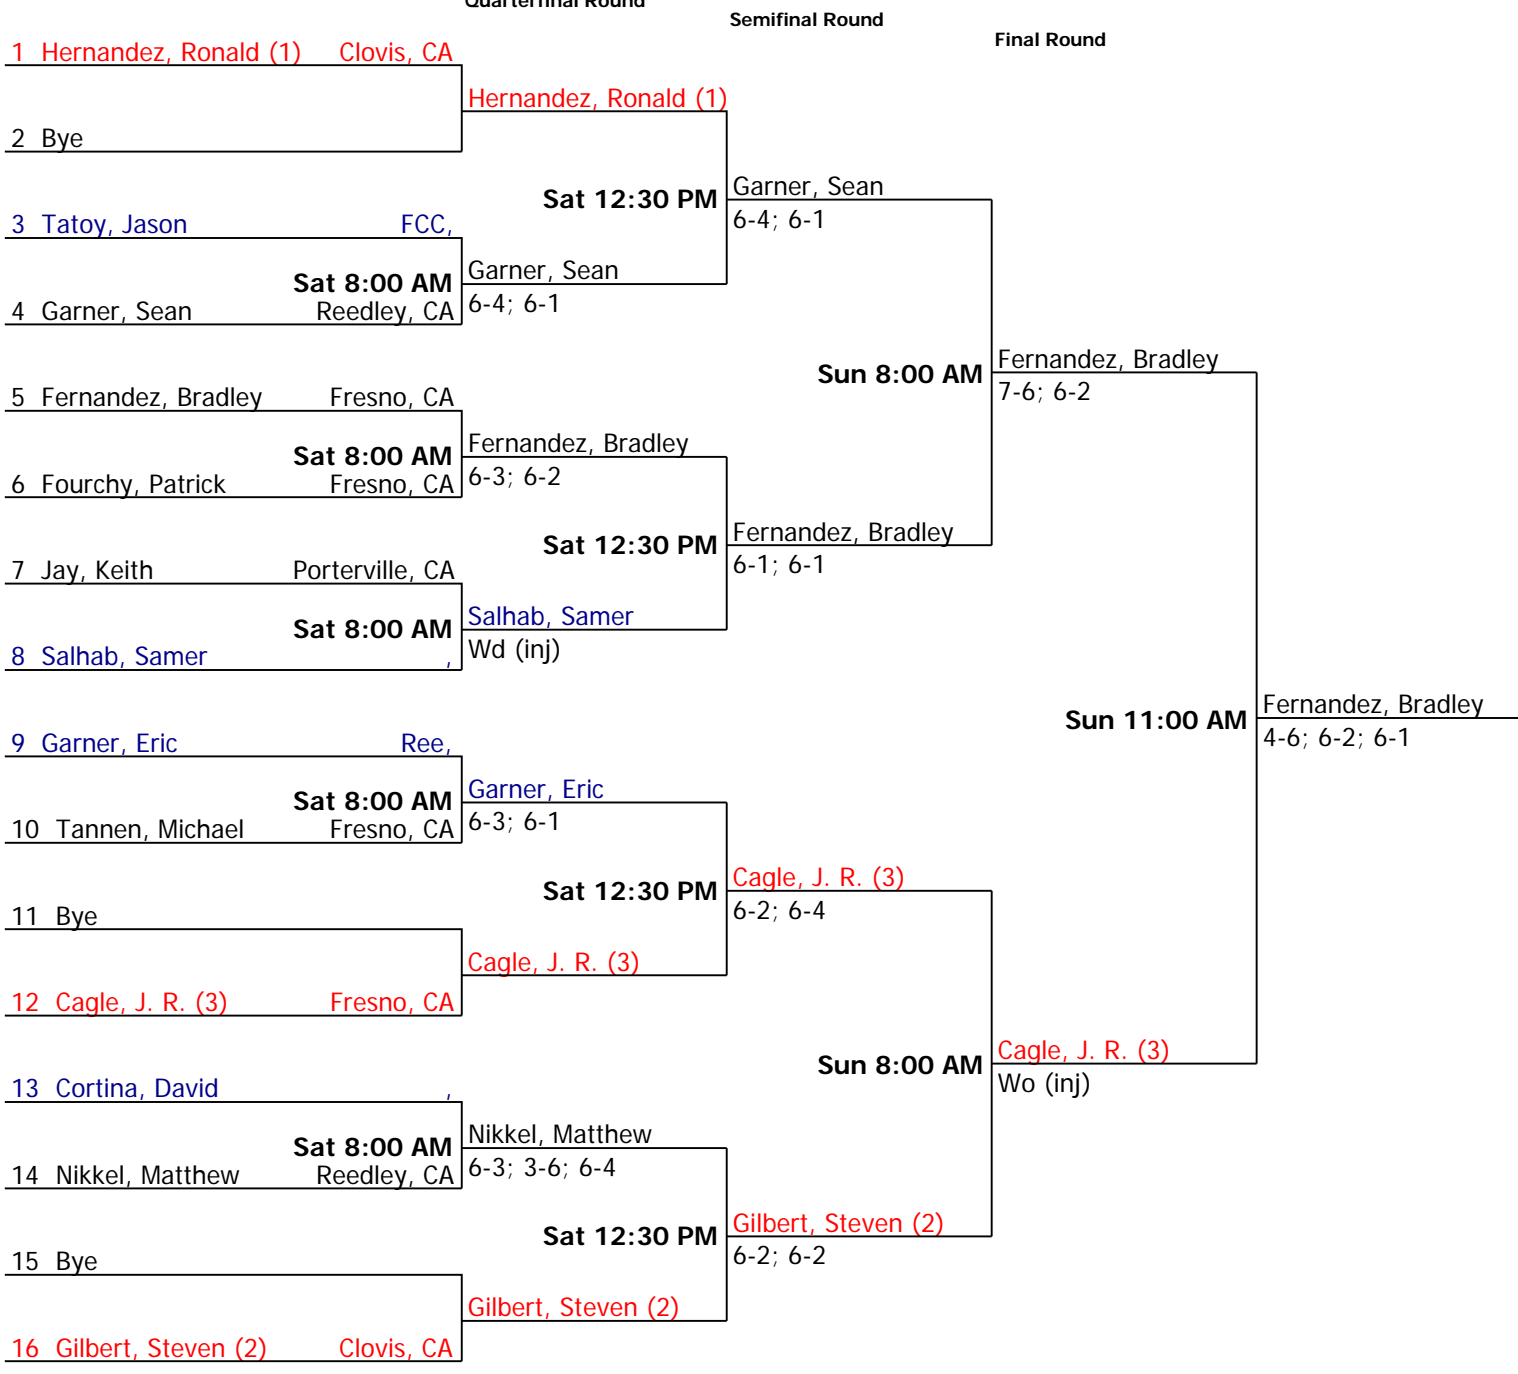 Quarterfinal Round
Semifinal Round
Final Round
1 Hernandez, Ronald (1) Clovis, CA
Hernandez, Ronald (1)
2 Bye
Sat 12:30 PM Garner, Sean
6-4; 6-1
3 Tatoy, Jason FCC,
Sat 8:00 AM Garner, Sean
4 Garner, Sean Reedley, CA 6-4; 6-1
Sun 8:00 AM Fernandez, Bradley
7-6; 6-2
5 Fernandez, Bradley Fresno, CA
Sat 8:00 AM Fernandez, Bradley
6 Fourchy, Patrick Fresno, CA 6-3; 6-2
Sat 12:30 PM Fernandez, Bradley
6-1; 6-1
7 Jay, Keith Porterville, CA
Sat 8:00 AM Salhab, Samer
8 Salhab, Samer , Wd (inj)
Sun 11:00 AM Fernandez, Bradley
4-6; 6-2; 6-1
9 Garner, Eric Ree,
Sat 8:00 AM Garner, Eric
10 Tannen, Michael Fresno, CA 6-3; 6-1
Sat 12:30 PM Cagle, J. R. (3)
6-2; 6-4
11 Bye
Cagle, J. R. (3)
12 Cagle, J. R. (3) Fresno, CA
Sun 8:00 AM Cagle, J. R. (3)
Wo (inj)
13 Cortina, David ,
Sat 8:00 AM Nikkel, Matthew
14 Nikkel, Matthew Reedley, CA 6-3; 3-6; 6-4
Sat 12:30 PM Gilbert, Steven (2)
6-2; 6-2
15 Bye
Gilbert, Steven (2)
16 Gilbert, Steven (2) Clovis, CA